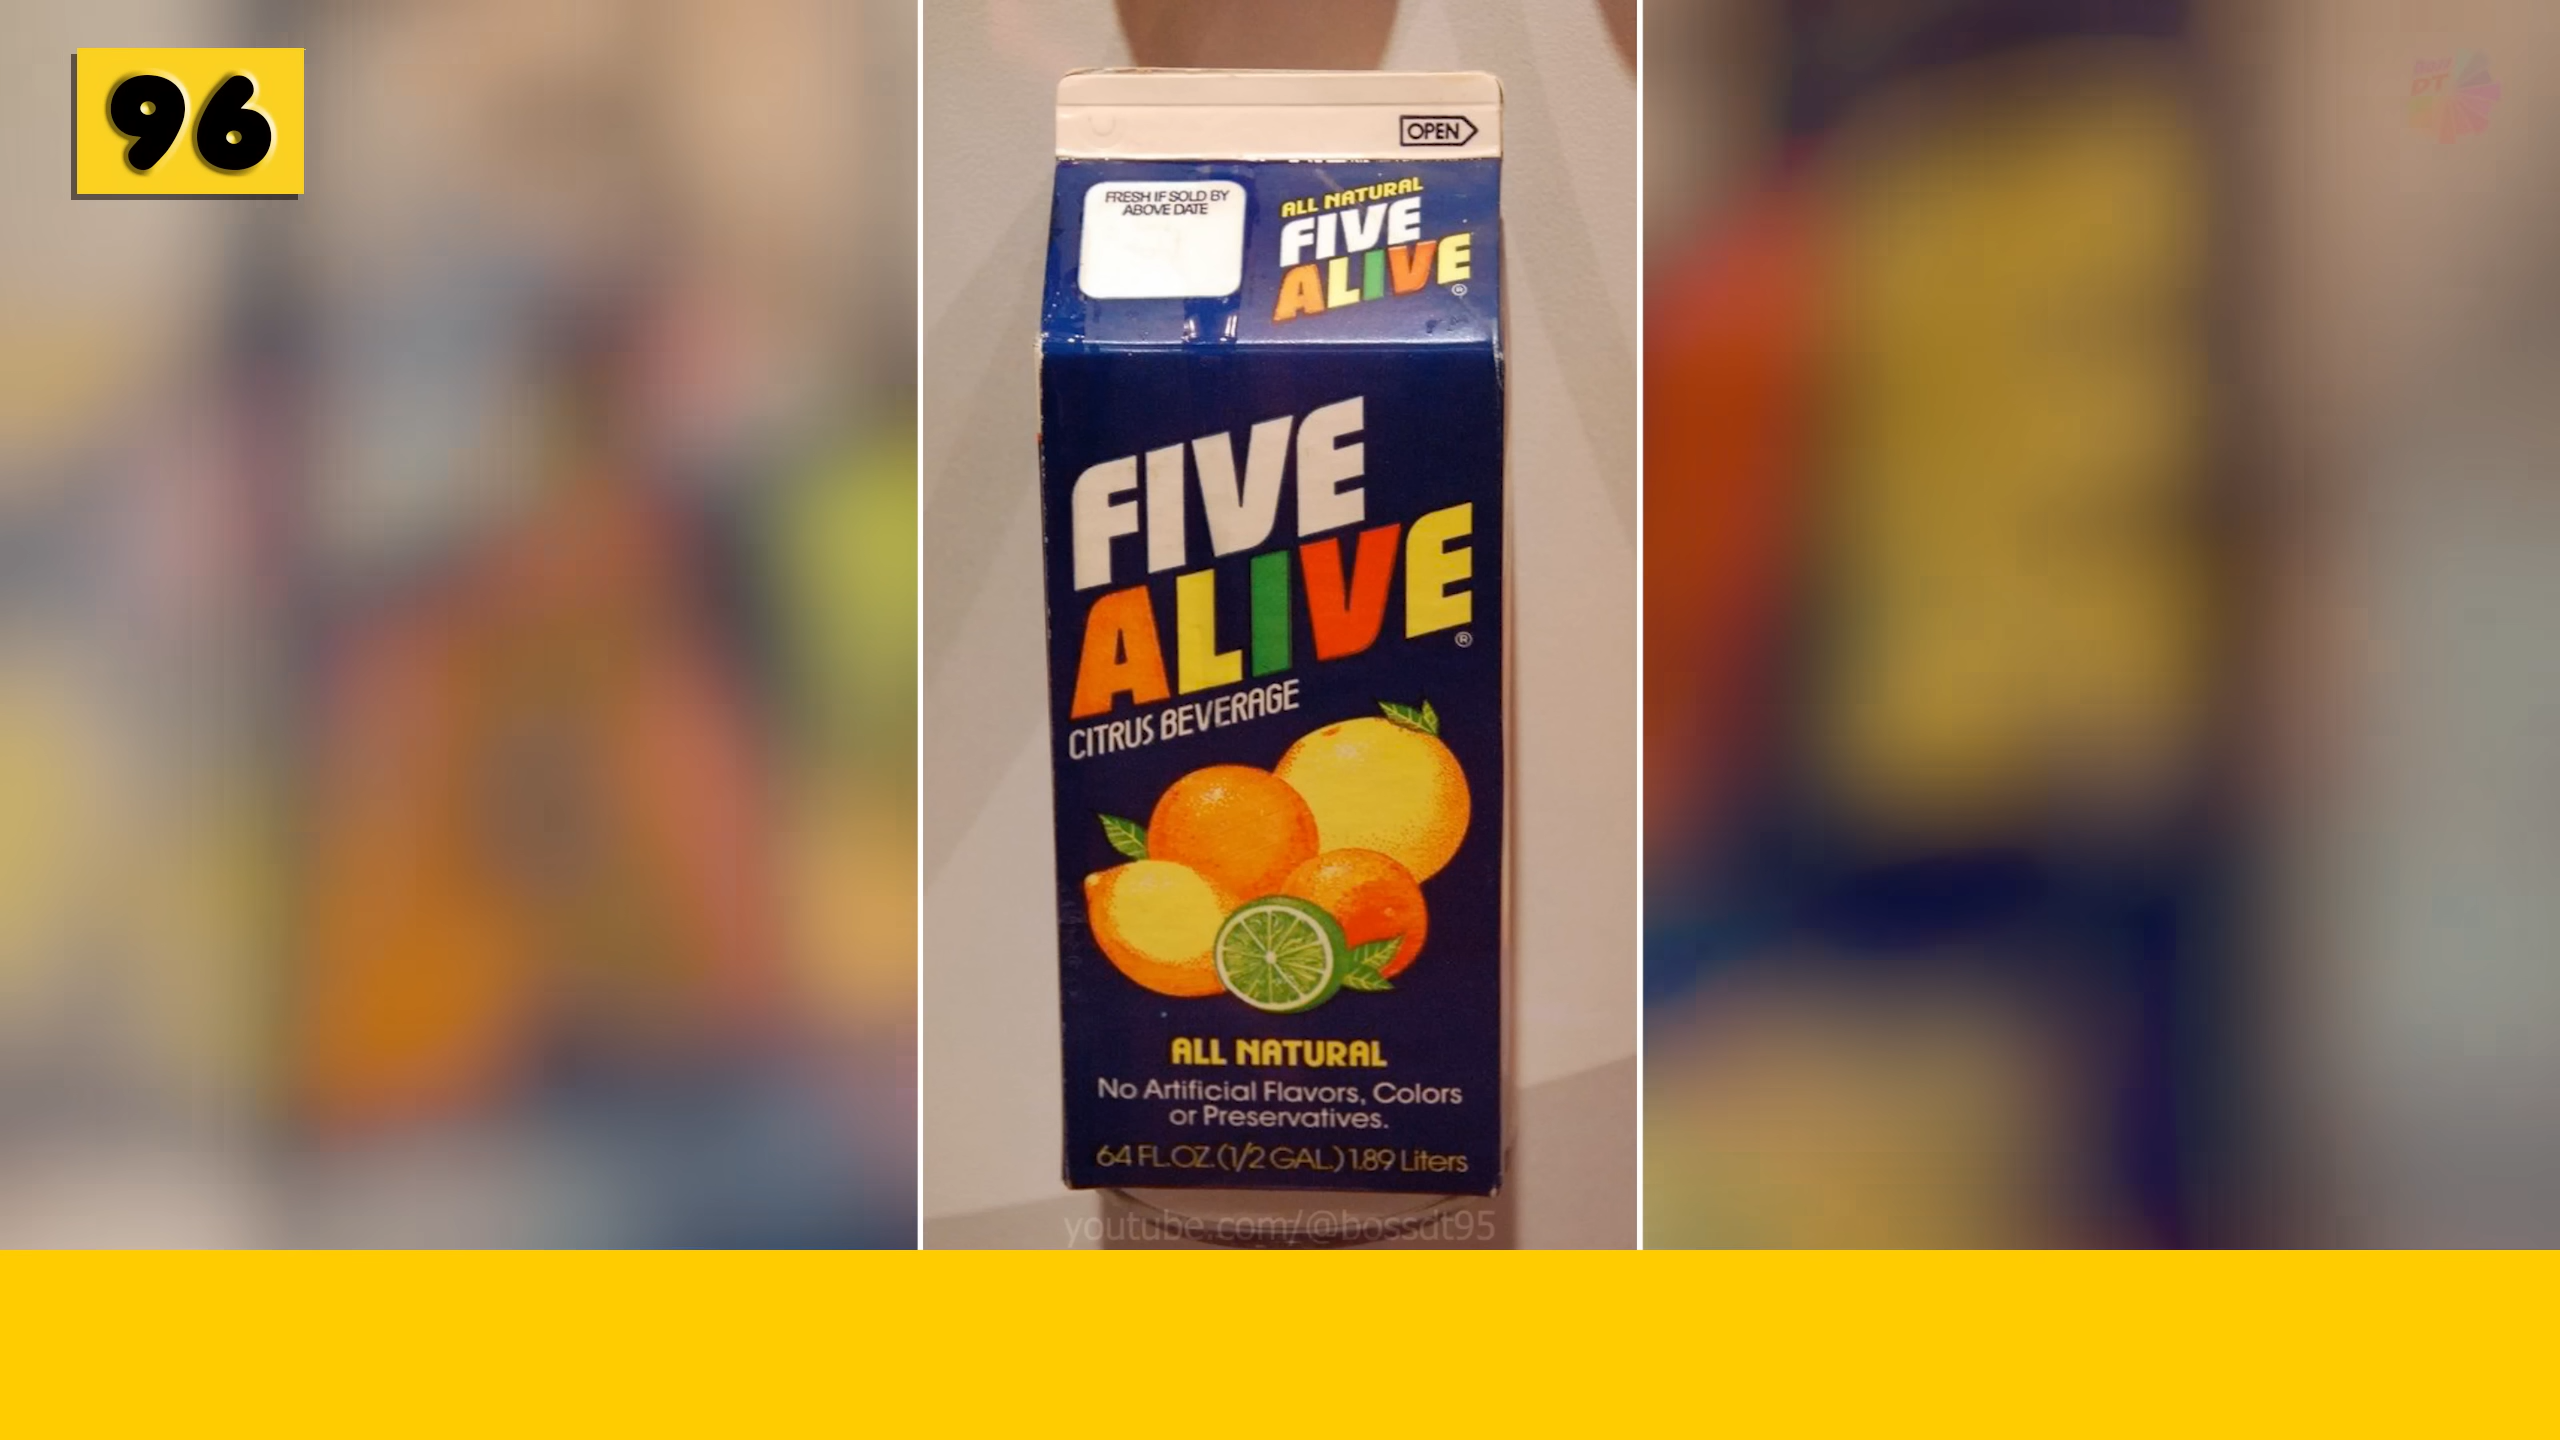 96
OPEN
FRESH IF SOLD BY
ABOVE DATE
ALL NATURAL
FIVE
ALIVE
®
FIVE
ALIVE
®
CITRUS BEVERAGE
ALL NATURAL
No Artificial Flavors, Colors
or Preservatives.
64 FL.OZ.(1/2 GAL.) 1.89 Liters
youtube.com/@bossdt95